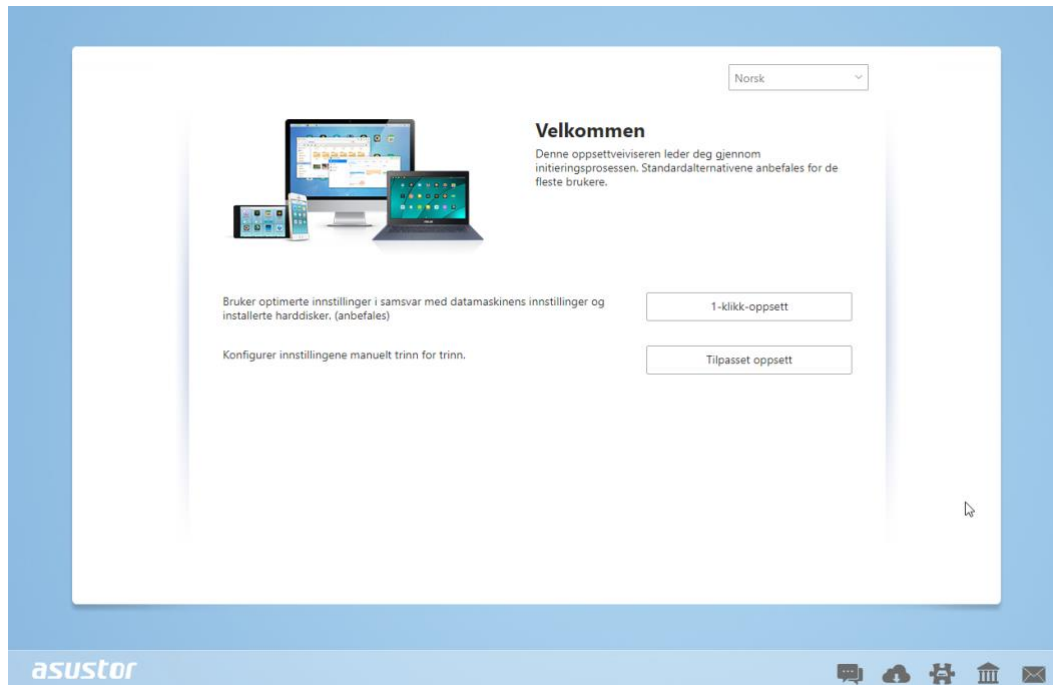 Norsk
Velkommen
Denne oppsettveiviseren leder deg gjennom
initieringsprosessen. Standardalternativene anbefales for de
fleste brukere.
Bruker optimerte innstillinger i samsvar med datamaskinens innstillinger og
installerte harddisker. (anbefales)
1-klikk-oppsett
Konfigurer innstillingene manuelt trinn for trinn.
Tilpasset oppsett
asustor